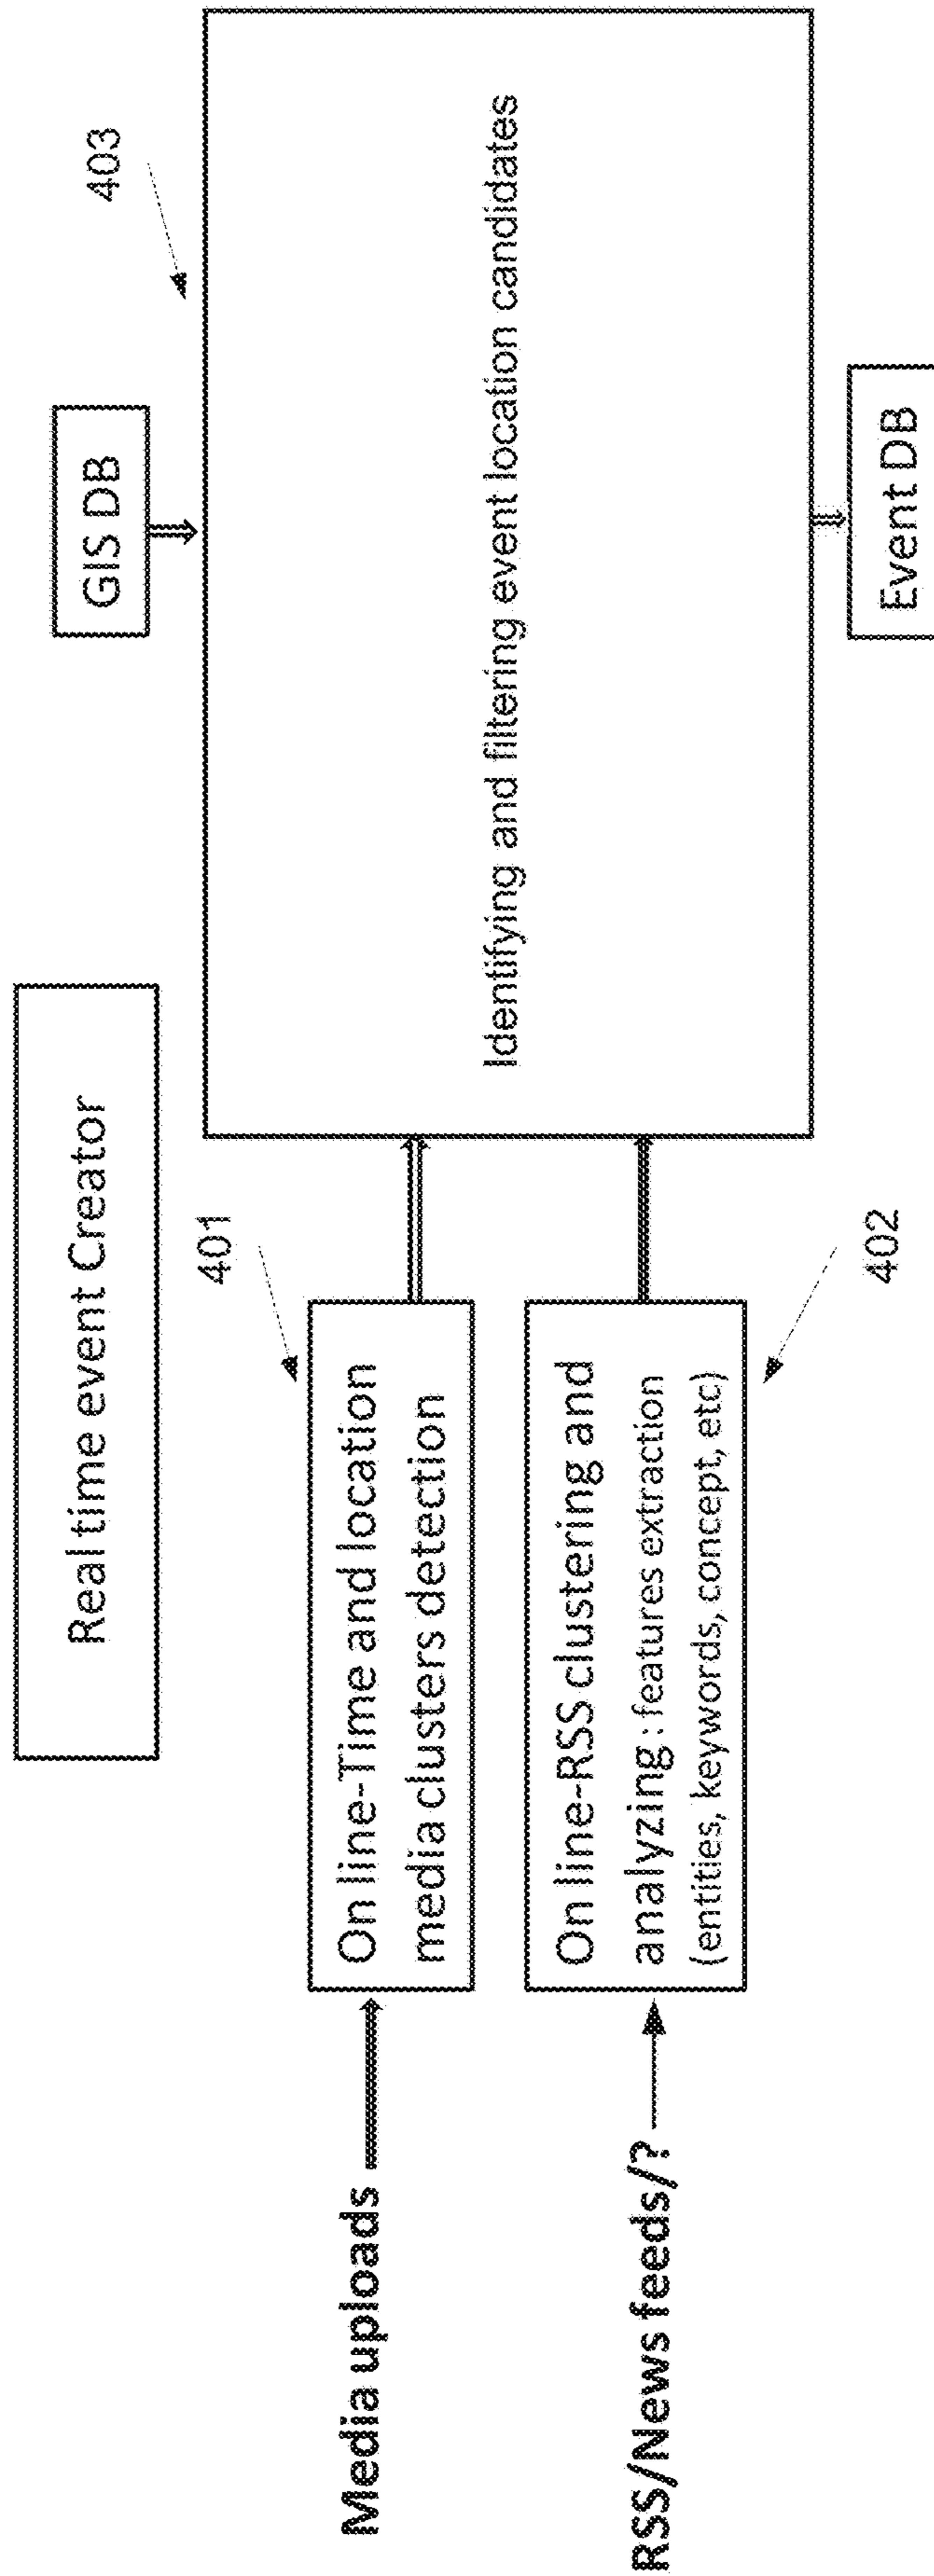 Real time event Creator
GIS DB
403
401
Media uploads
On line-Time and location
media clusters detection
Identifying and filtering event location candidates
RSS/News feeds/?
On line-RSS clustering and
analyzing : features extraction
(entities, keywords, concept, etc)
402
Event DB